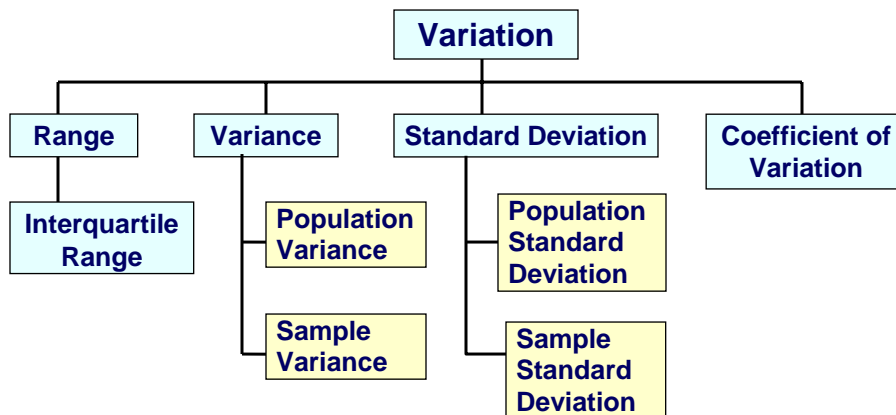 Variation
Range
Variance
Standard Deviation
Coefficient of
Variation
Interquartile
Range
Population
Variance
Population
Standard
Deviation
Sample
Variance
Sample
Standard
Deviation